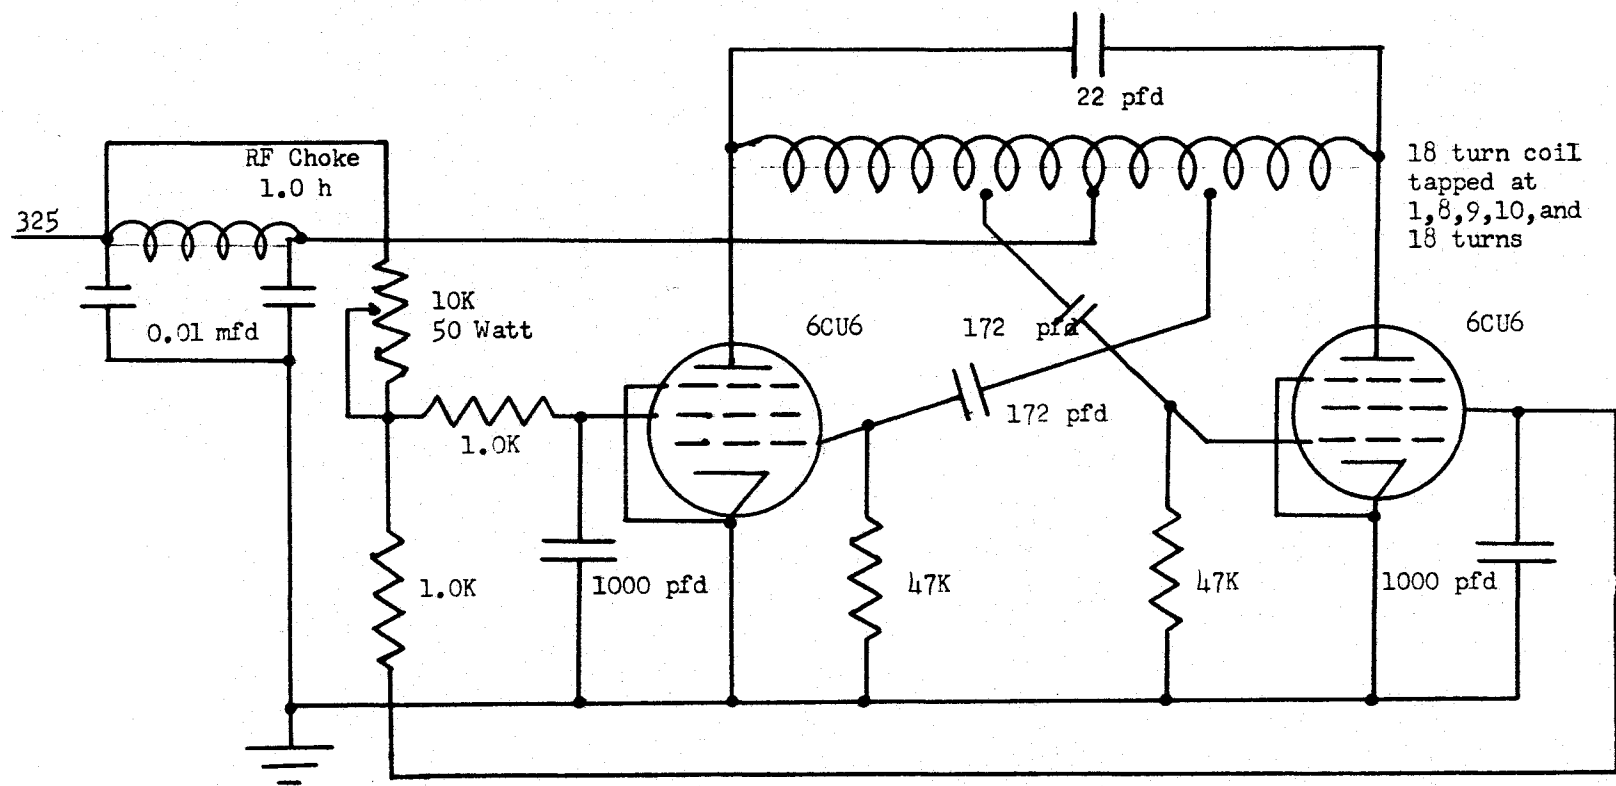 22 pfd
RF Choke
1.0 h
18 turn coil
tapped at
1,8,9,10,and
18 turns
325
0.01 mfd
10K
50 Watt
6CU6
172 pfd
6CU6
172 pfd
1.0K
1.0K
1000 pfd
47K
47K
1000 pfd